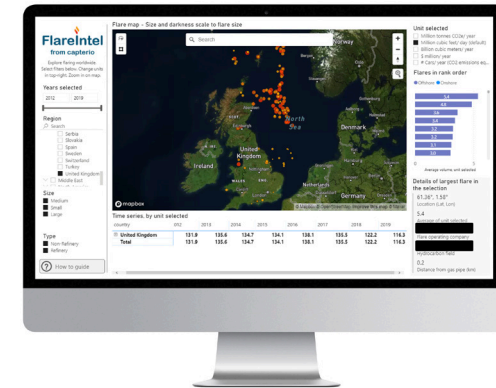 FlareIntel
from capterio
Explore flaring worldwide.
Select filters below. Change units
in top-right. Zoom in on map.
Years selected
2012 2019
Region
Search
Serbia
Slovakia
Spain
Sweden
Switzerland
Turkey
United Kingdom
Middle East
Size
Medium
Small
Large
Type
Non Refinery
Refinery
How to guide
Flare map - Size and darkness scale to flare size
Search
Norway
North
Sea
Denmark
United
Kingdom
Ireland
Netherlands
Germany
mapbox
Time series, by unit selected
country 2012 2013 2014 2015 2016 2017 2018 2019
United Kingdom 131.9 135.6 134.7 134.1 138.1 135.5 122.2 116.3
Total 131.9 135.6 134.7 134.1 138.1 135.5 122.2 116.3
Unit selected
Million tonnes CO2e/ year
Million cubic feet/ day (default)
Billion cubic meters/ year
$ million/ year
# Cars/ year (CO2 emissions eq...
Flares in rank order
Offshore Onshore
5.4
4.8
3.6
3.4
3.2
3.2
3.1
3.0
0 5
Average volume unit selected
Details of largest flare in
the selection
61.36°, 1.58°
Location (Lat, Lon)
5.4
Average of unit selected
Flare operating company
Hydrocarbon field
0.2
Distance from gas pipe (km)